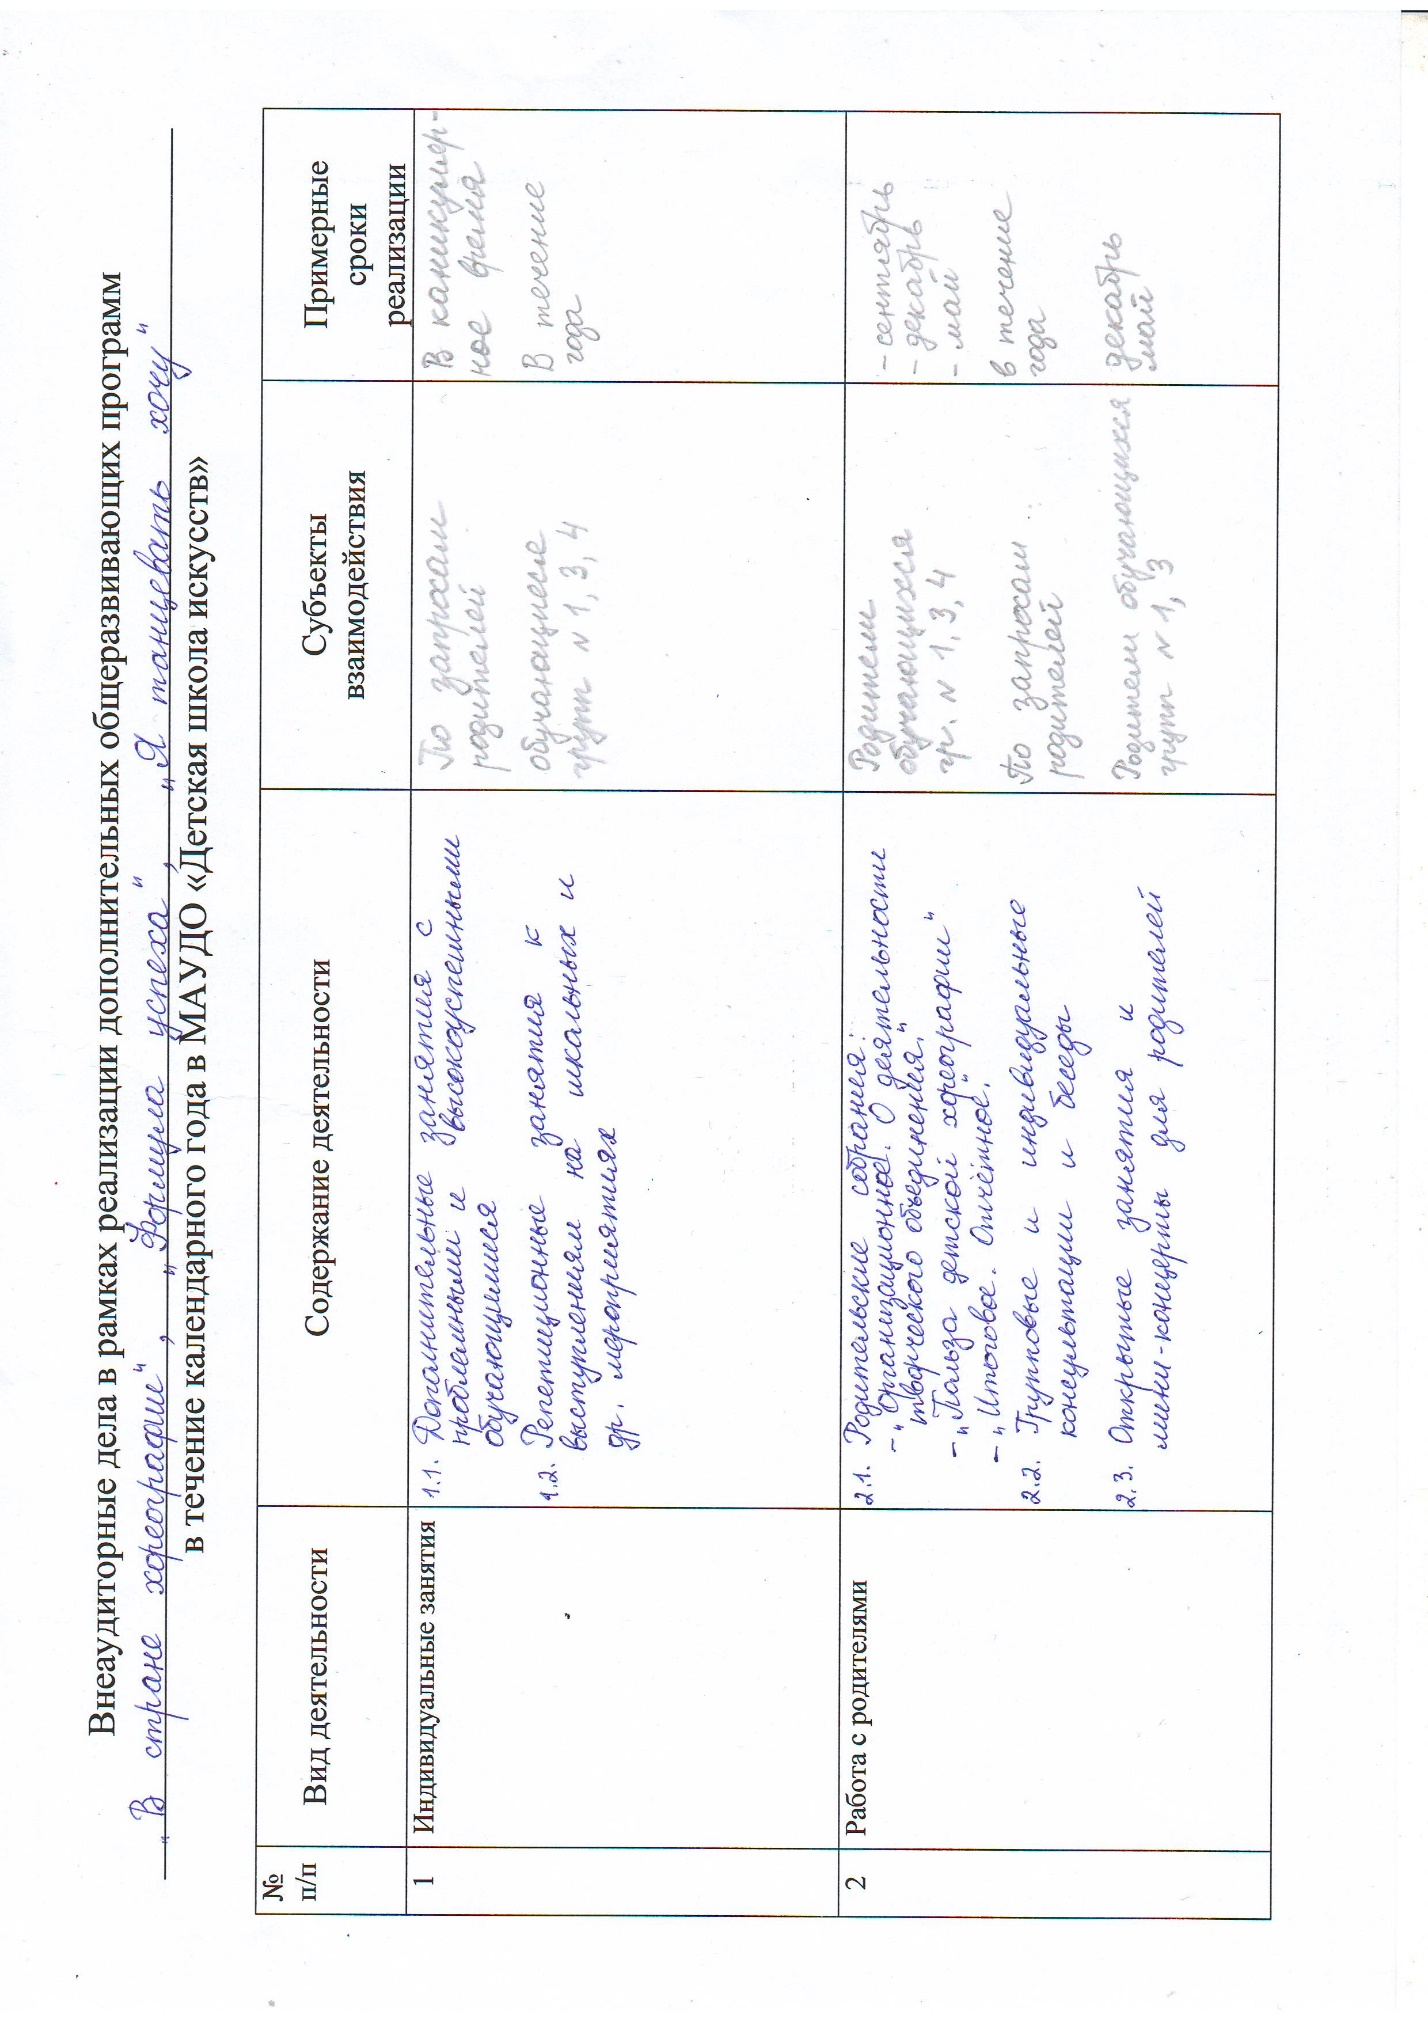 Внеаудиторные дела в рамках реализации дополнительных общеразвивающих программ
„В стране хореографии", „Формула успеха", „Я танцевать хочу"
в течение календарного года в МАУДО «Детская школа искусств»
№
п/п
Вид деятельности
Содержание деятельности
Субъекты
взаимодействия
Примерные
сроки
реализации
1
Индивидуальные занятия
1.1. Дополнительные занятия с
проблемными и высокоуспешными
обучающимися
1.2. Репетиционные занятия к
выступлениям на школьных и
др. мероприятиях
По запросам
родителей
обучающиеся
групп N 1, 3, 4
В каникуляр-
ное время
В течение
года
2
Работа с родителями
2.1. Родительские собрания:
- „Организационное. О деятельности
творческого объединения."
- „Польза детской хореографии"
- „Итоговое. Отчётное."
2.2. Групповые и индивидуальные
консультации и беседы
2.3. Открытые занятия и
мини-концерты для родителей
Родители
обучающихся
гр. N 1, 3, 4
По запросам
родителей
Родители обучающихся
групп N 1, 3
- сентябрь
- декабрь
- май
в течение
года
декабрь
май